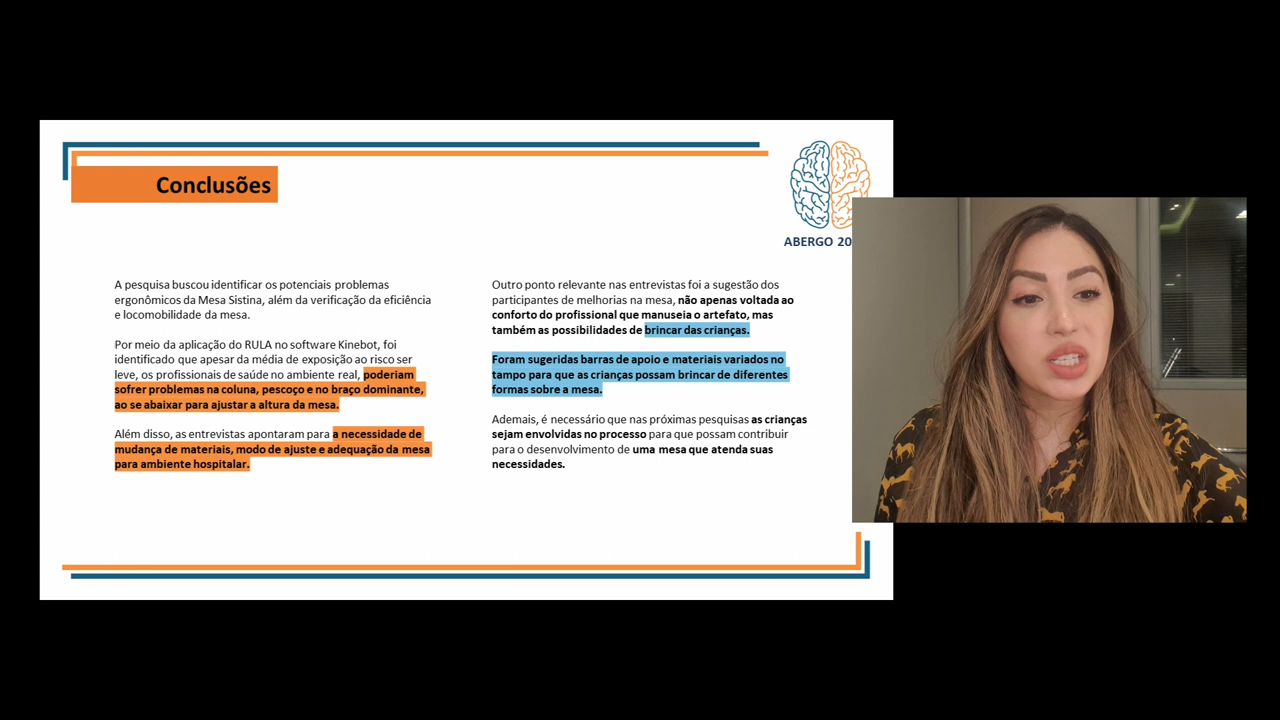 Conclusões
ABERGO 20
A pesquisa buscou identificar os potenciais problemas
ergonômicos da Mesa Sistina, além da verificação da eficiência
e locomobilidade da mesa.
Por meio da aplicação do RULA no software Kinebot, foi
identificado que apesar da média de exposição ao risco ser
leve, os profissionais de saúde no ambiente real, poderiam
sofrer problemas na coluna, pescoço e no braço dominante,
ao se abaixar para ajustar a altura da mesa.
Além disso, as entrevistas apontaram para a necessidade de
mudança de materiais, modo de ajuste e adequação da mesa
para ambiente hospitalar.
Outro ponto relevante nas entrevistas foi a sugestão dos
participantes de melhorias na mesa, não apenas voltada ao
conforto do profissional que manuseia o artefato, mas
também as possibilidades de brincar das crianças.
Foram sugeridas barras de apoio e materiais variados no
tampo para que as crianças possam brincar de diferentes
formas sobre a mesa.
Ademais, é necessário que nas próximas pesquisas as crianças
sejam envolvidas no processo para que possam contribuir
para o desenvolvimento de uma mesa que atenda suas
necessidades.